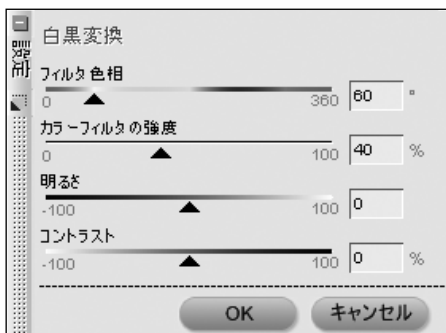 設定
白黒変換
フィルタ色相
0 360 60 °
カラーフィルタの強度
0 100 40 %
明るさ
-100 100 0
コントラスト
-100 100 0 %
OK キャンセル